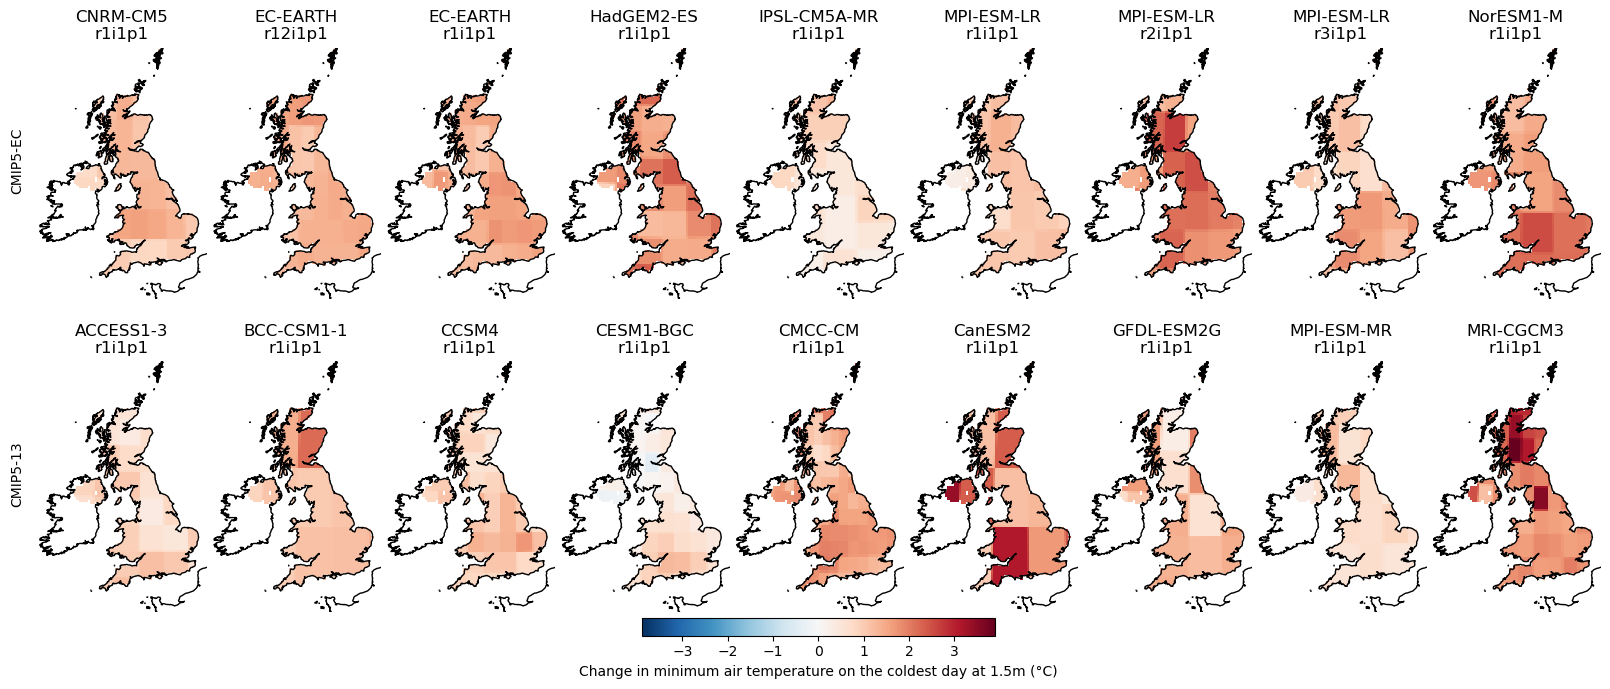 CNRM-CM5
r1i1p1
EC-EARTH
r12i1p1
EC-EARTH
r1i1p1
HadGEM2-ES
r1i1p1
IPSL-CM5A-MR
r1i1p1
MPI-ESM-LR
r1i1p1
MPI-ESM-LR
r2i1p1
MPI-ESM-LR
r3i1p1
NorESM1-M
r1i1p1
CMIP5-EC
ACCESS1-3
r1i1p1
BCC-CSM1-1
r1i1p1
CCSM4
r1i1p1
CESM1-BGC
r1i1p1
CMCC-CM
r1i1p1
CanESM2
r1i1p1
GFDL-ESM2G
r1i1p1
MPI-ESM-MR
r1i1p1
MRI-CGCM3
r1i1p1
CMIP5-13
−3 −2 −1 0 1 2 3
Change in minimum air temperature on the coldest day at 1.5m (°C)